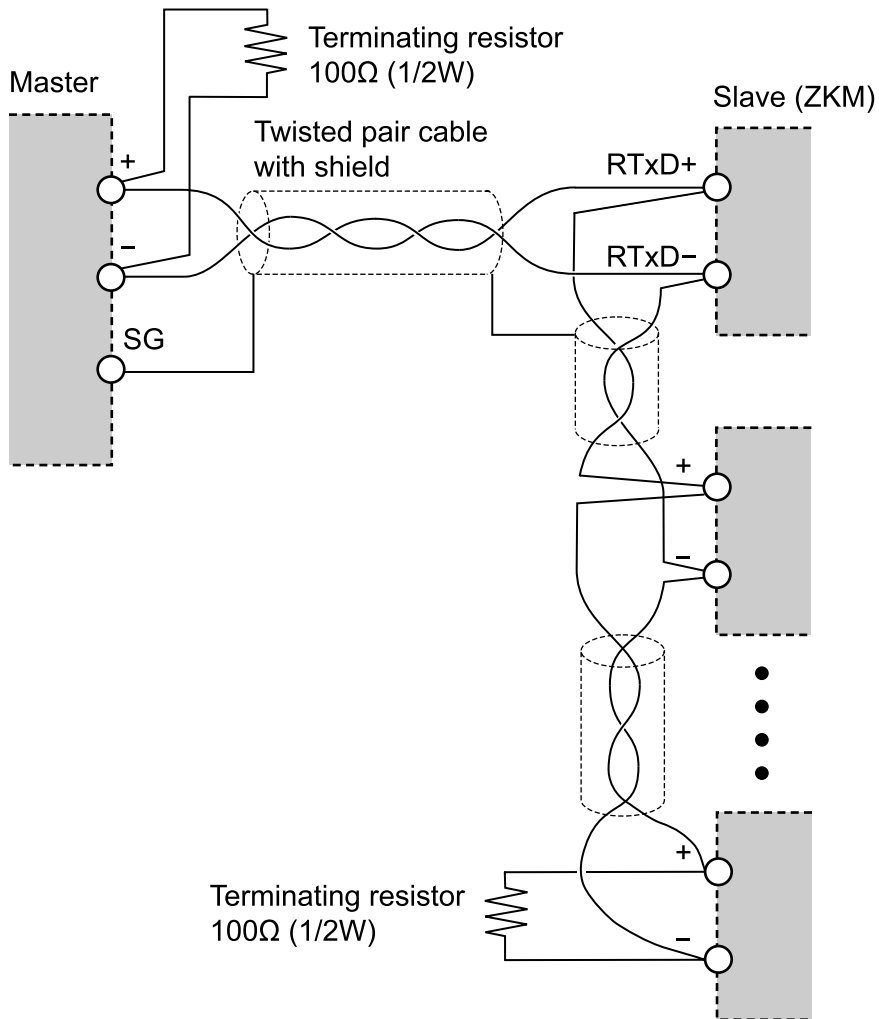 Terminating resistor
100Ω (1/2W)
Master
Slave (ZKM)
Twisted pair cable
with shield
+
RTxD+
−
RTxD−
SG
+
−
+
Terminating resistor
100Ω (1/2W)
−